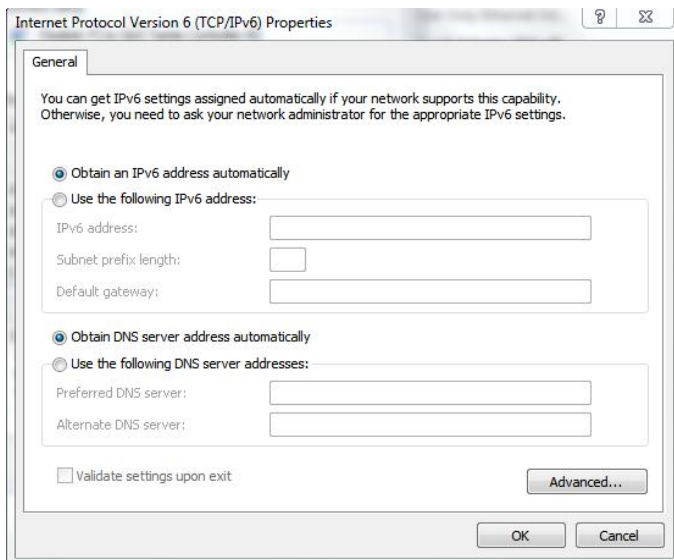 Internet Protocol Version 6 (TCP/IPv6) Properties
General
You can get IPv6 settings assigned automatically if your network supports this capability.
Otherwise, you need to ask your network administrator for the appropriate IPv6 settings.
Obtain an IPv6 address automatically
Use the following IPv6 address:
IPv6 address:
Subnet prefix length:
Default gateway:
Obtain DNS server address automatically
Use the following DNS server addresses:
Preferred DNS server:
Alternate DNS server:
Validate settings upon exit
Advanced...
OK
Cancel